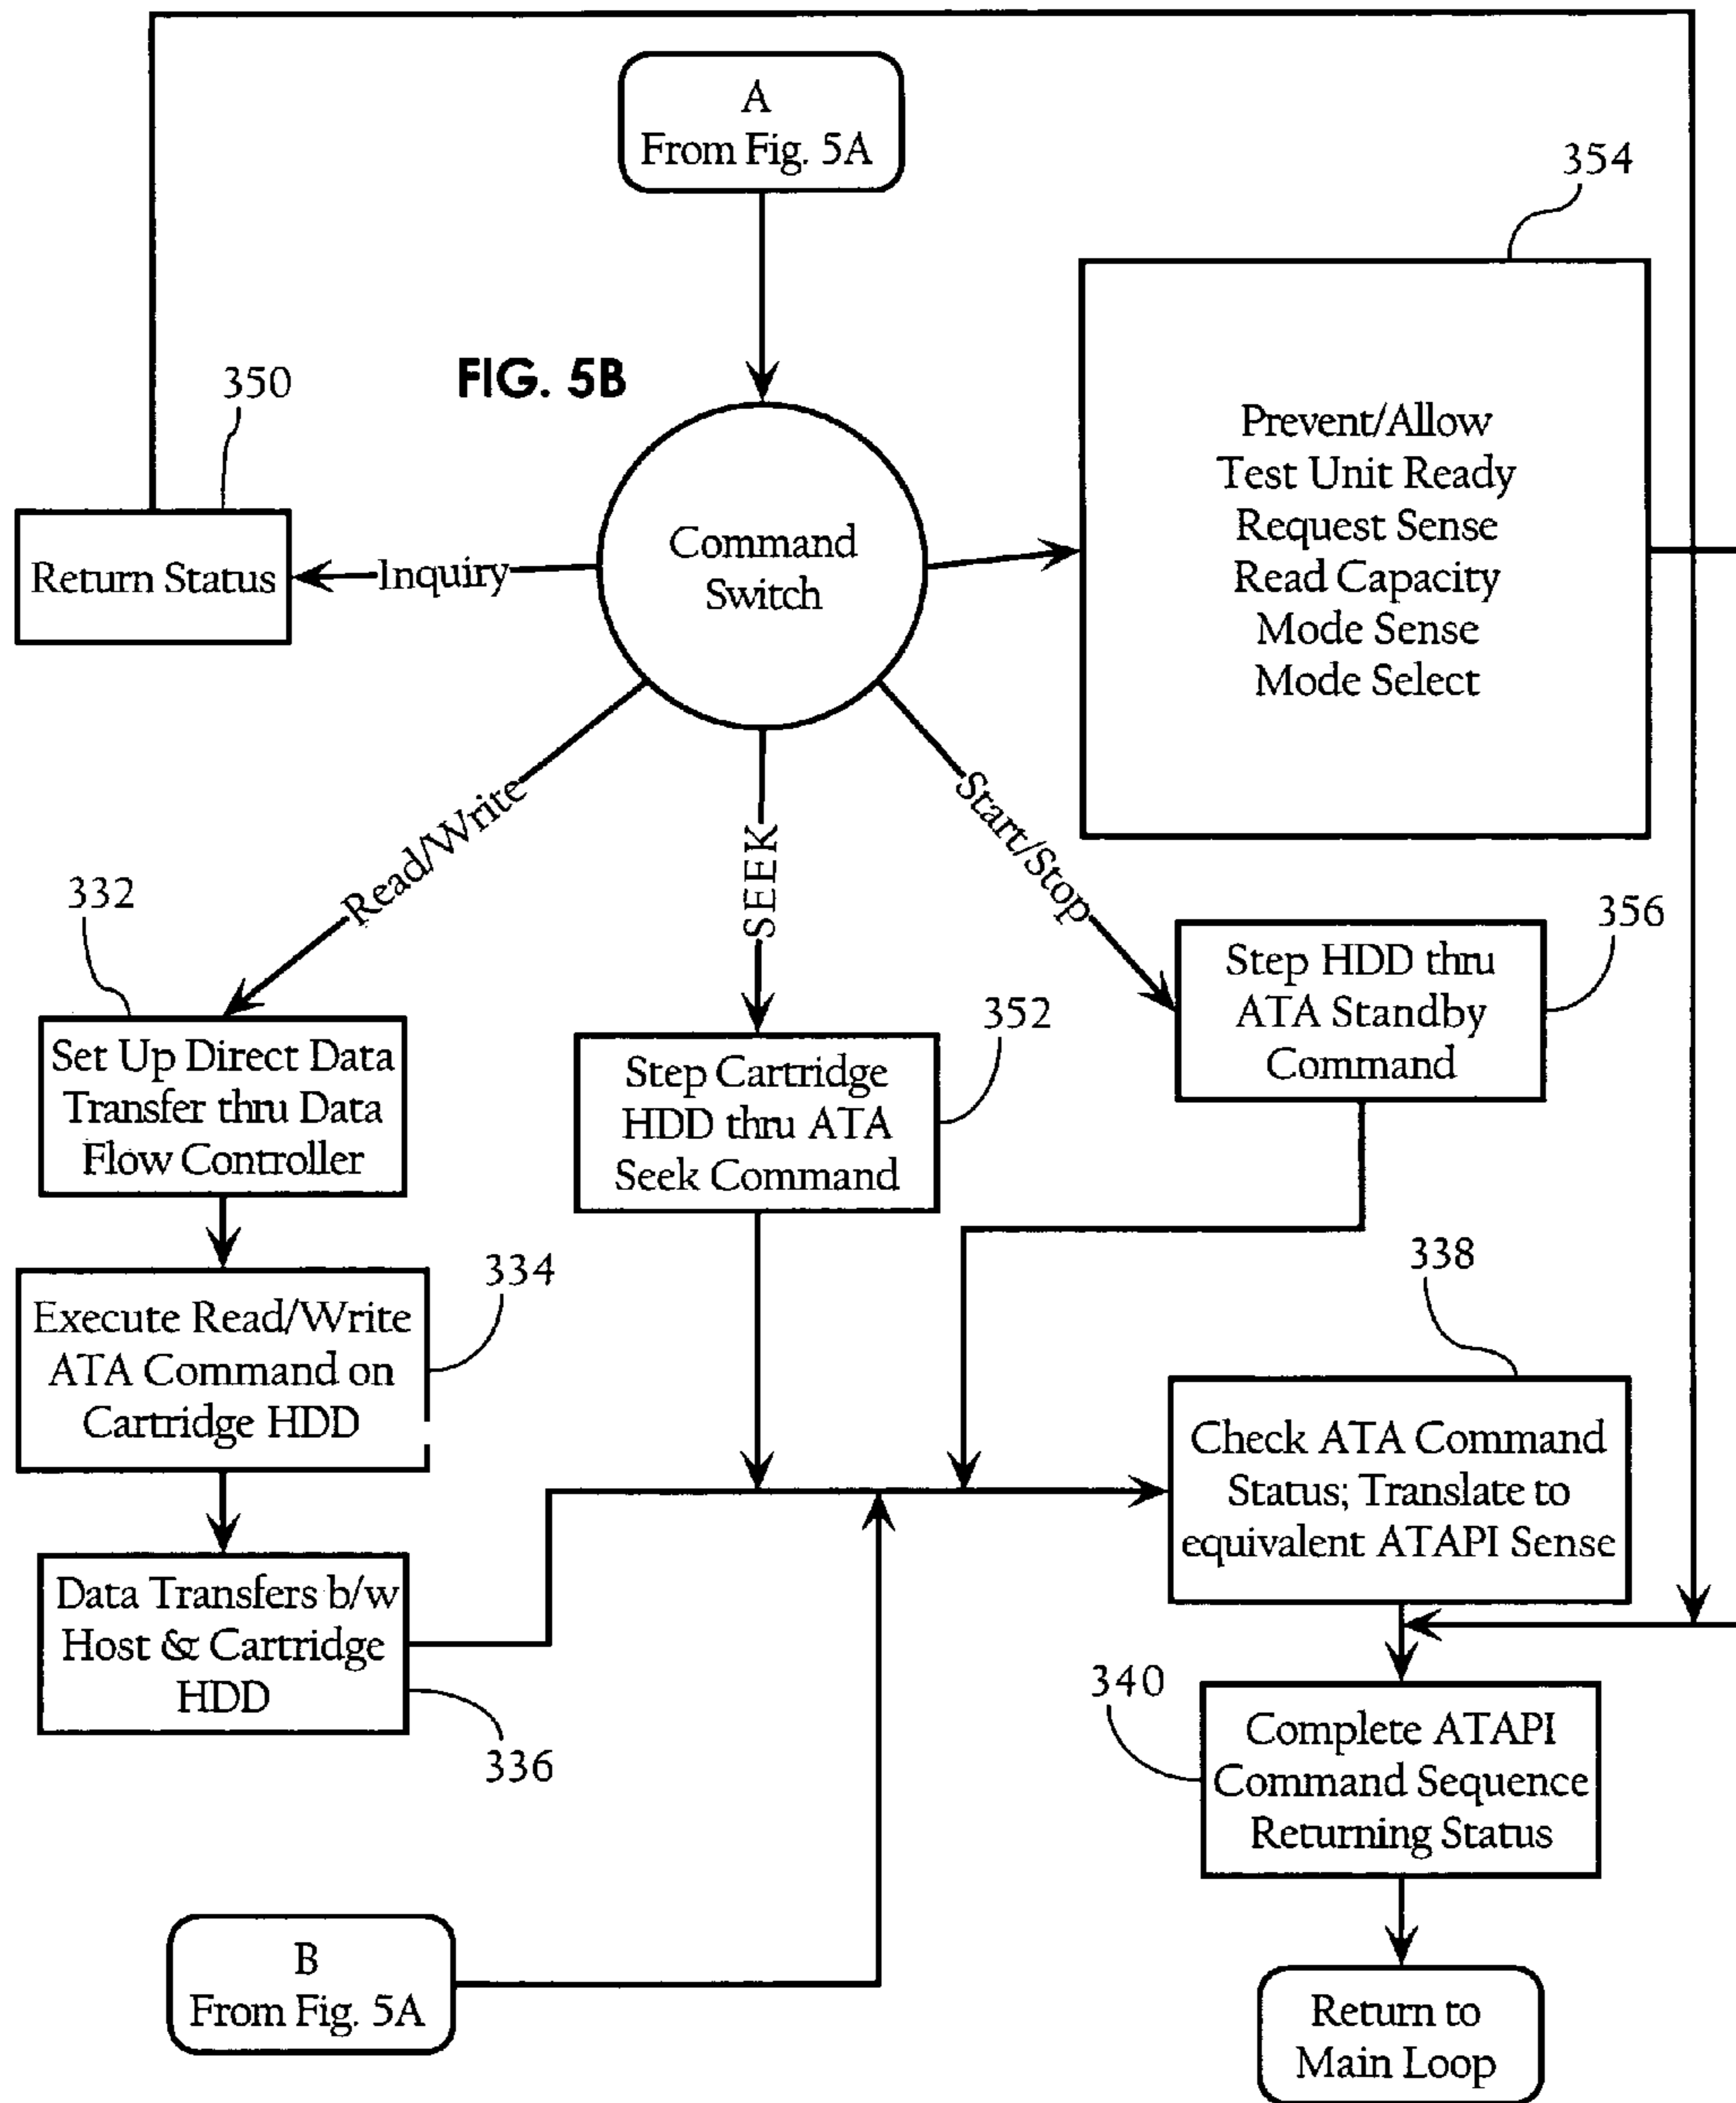 A
From Fig. 5A
354
FIG. 5B
350
Prevent/Allow
Test Unit Ready
Request Sense
Read Capacity
Mode Sense
Mode Select
Command
Switch
Return Status
Inquiry
Read/Write
SEEK
Start/Stop
332
356
Set Up Direct Data
Transfer thru Data
Flow Controller
352
Step Cartridge
HDD thru ATA
Seek Command
Step HDD thru
ATA Standby
Command
334
Execute Read/Write
ATA Command on
Cartridge HDD
338
Check ATA Command
Status; Translate to
equivalent ATAPI Sense
Data Transfers b/w
Host & Cartridge
HDD
336
340
Complete ATAPI
Command Sequence
Returning Status
B
From Fig. 5A
Return to
Main Loop